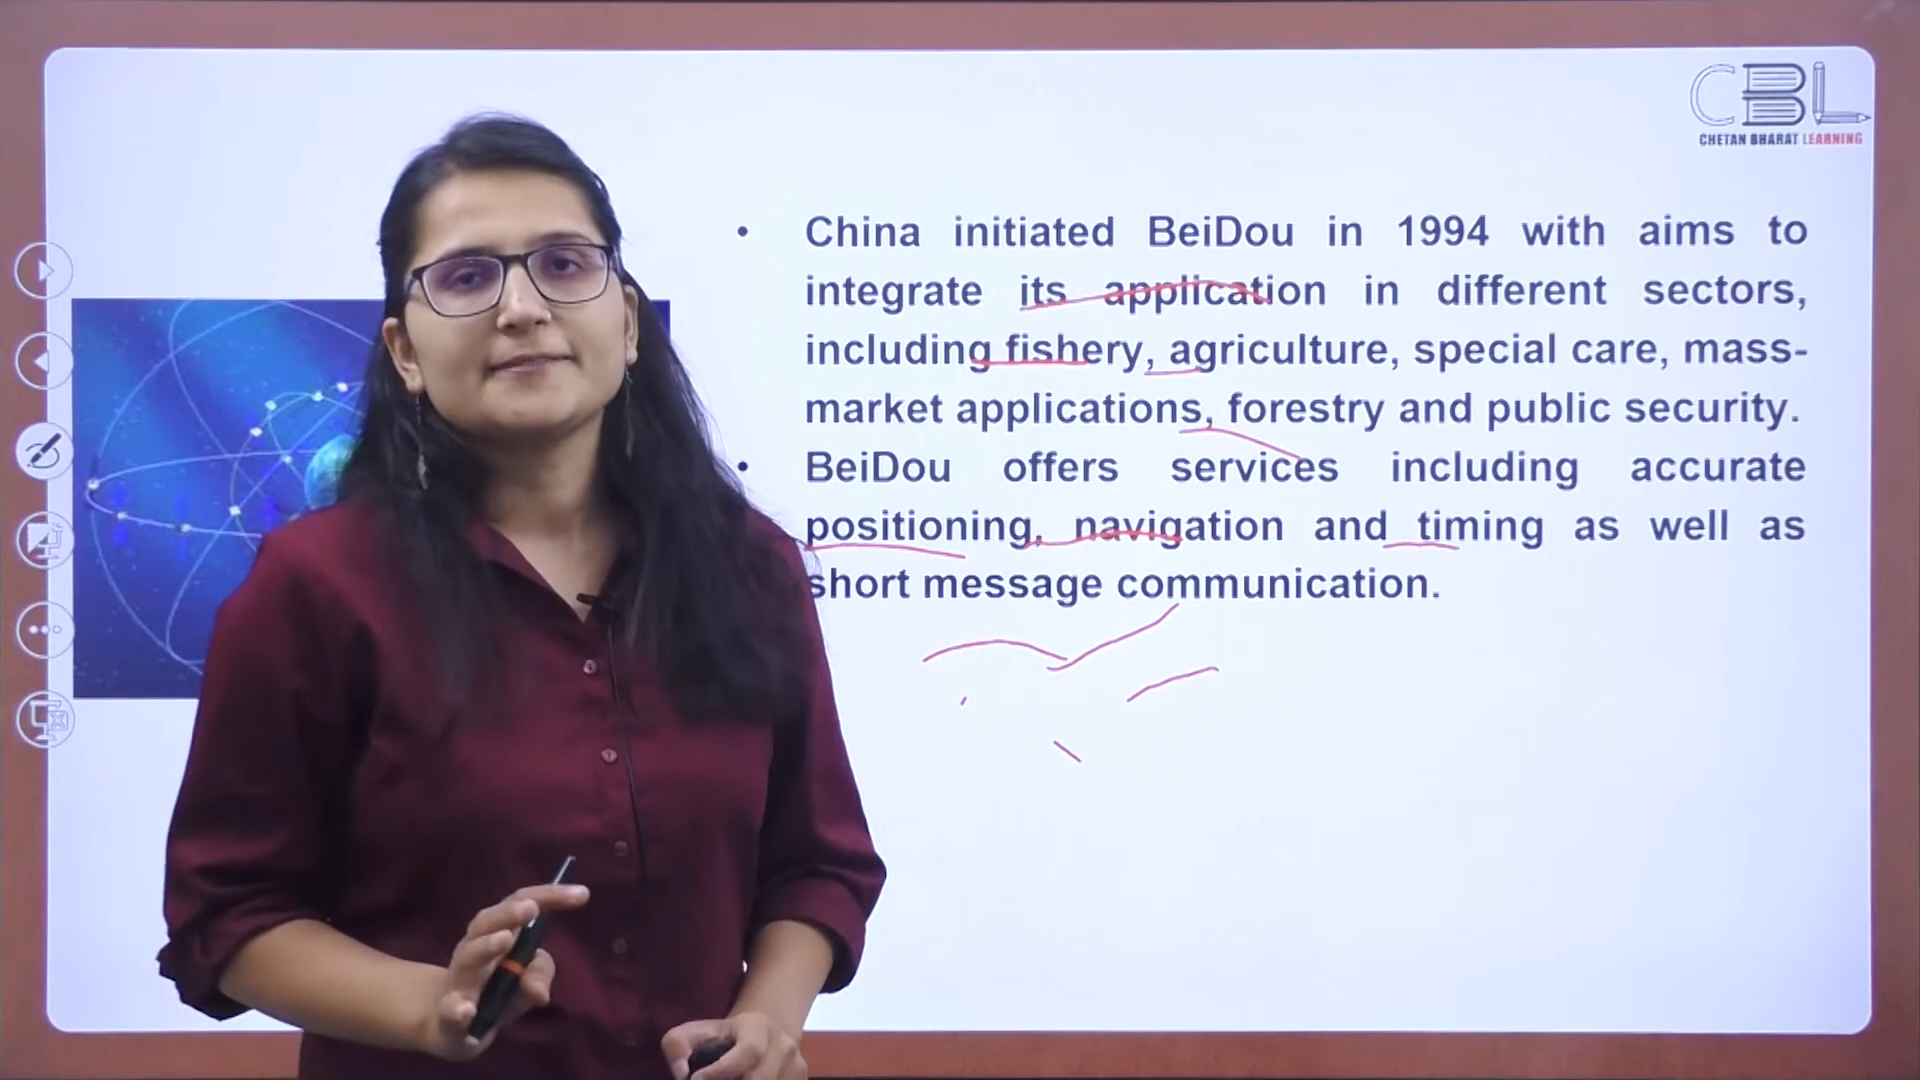 CBL
CHETAN BHARAT LEARNING
• China initiated BeiDou in 1994 with aims to
integrate its application in different sectors,
including fishery, agriculture, special care, mass-
market applications, forestry and public security.
• BeiDou offers services including accurate
positioning, navigation and timing as well as
short message communication.